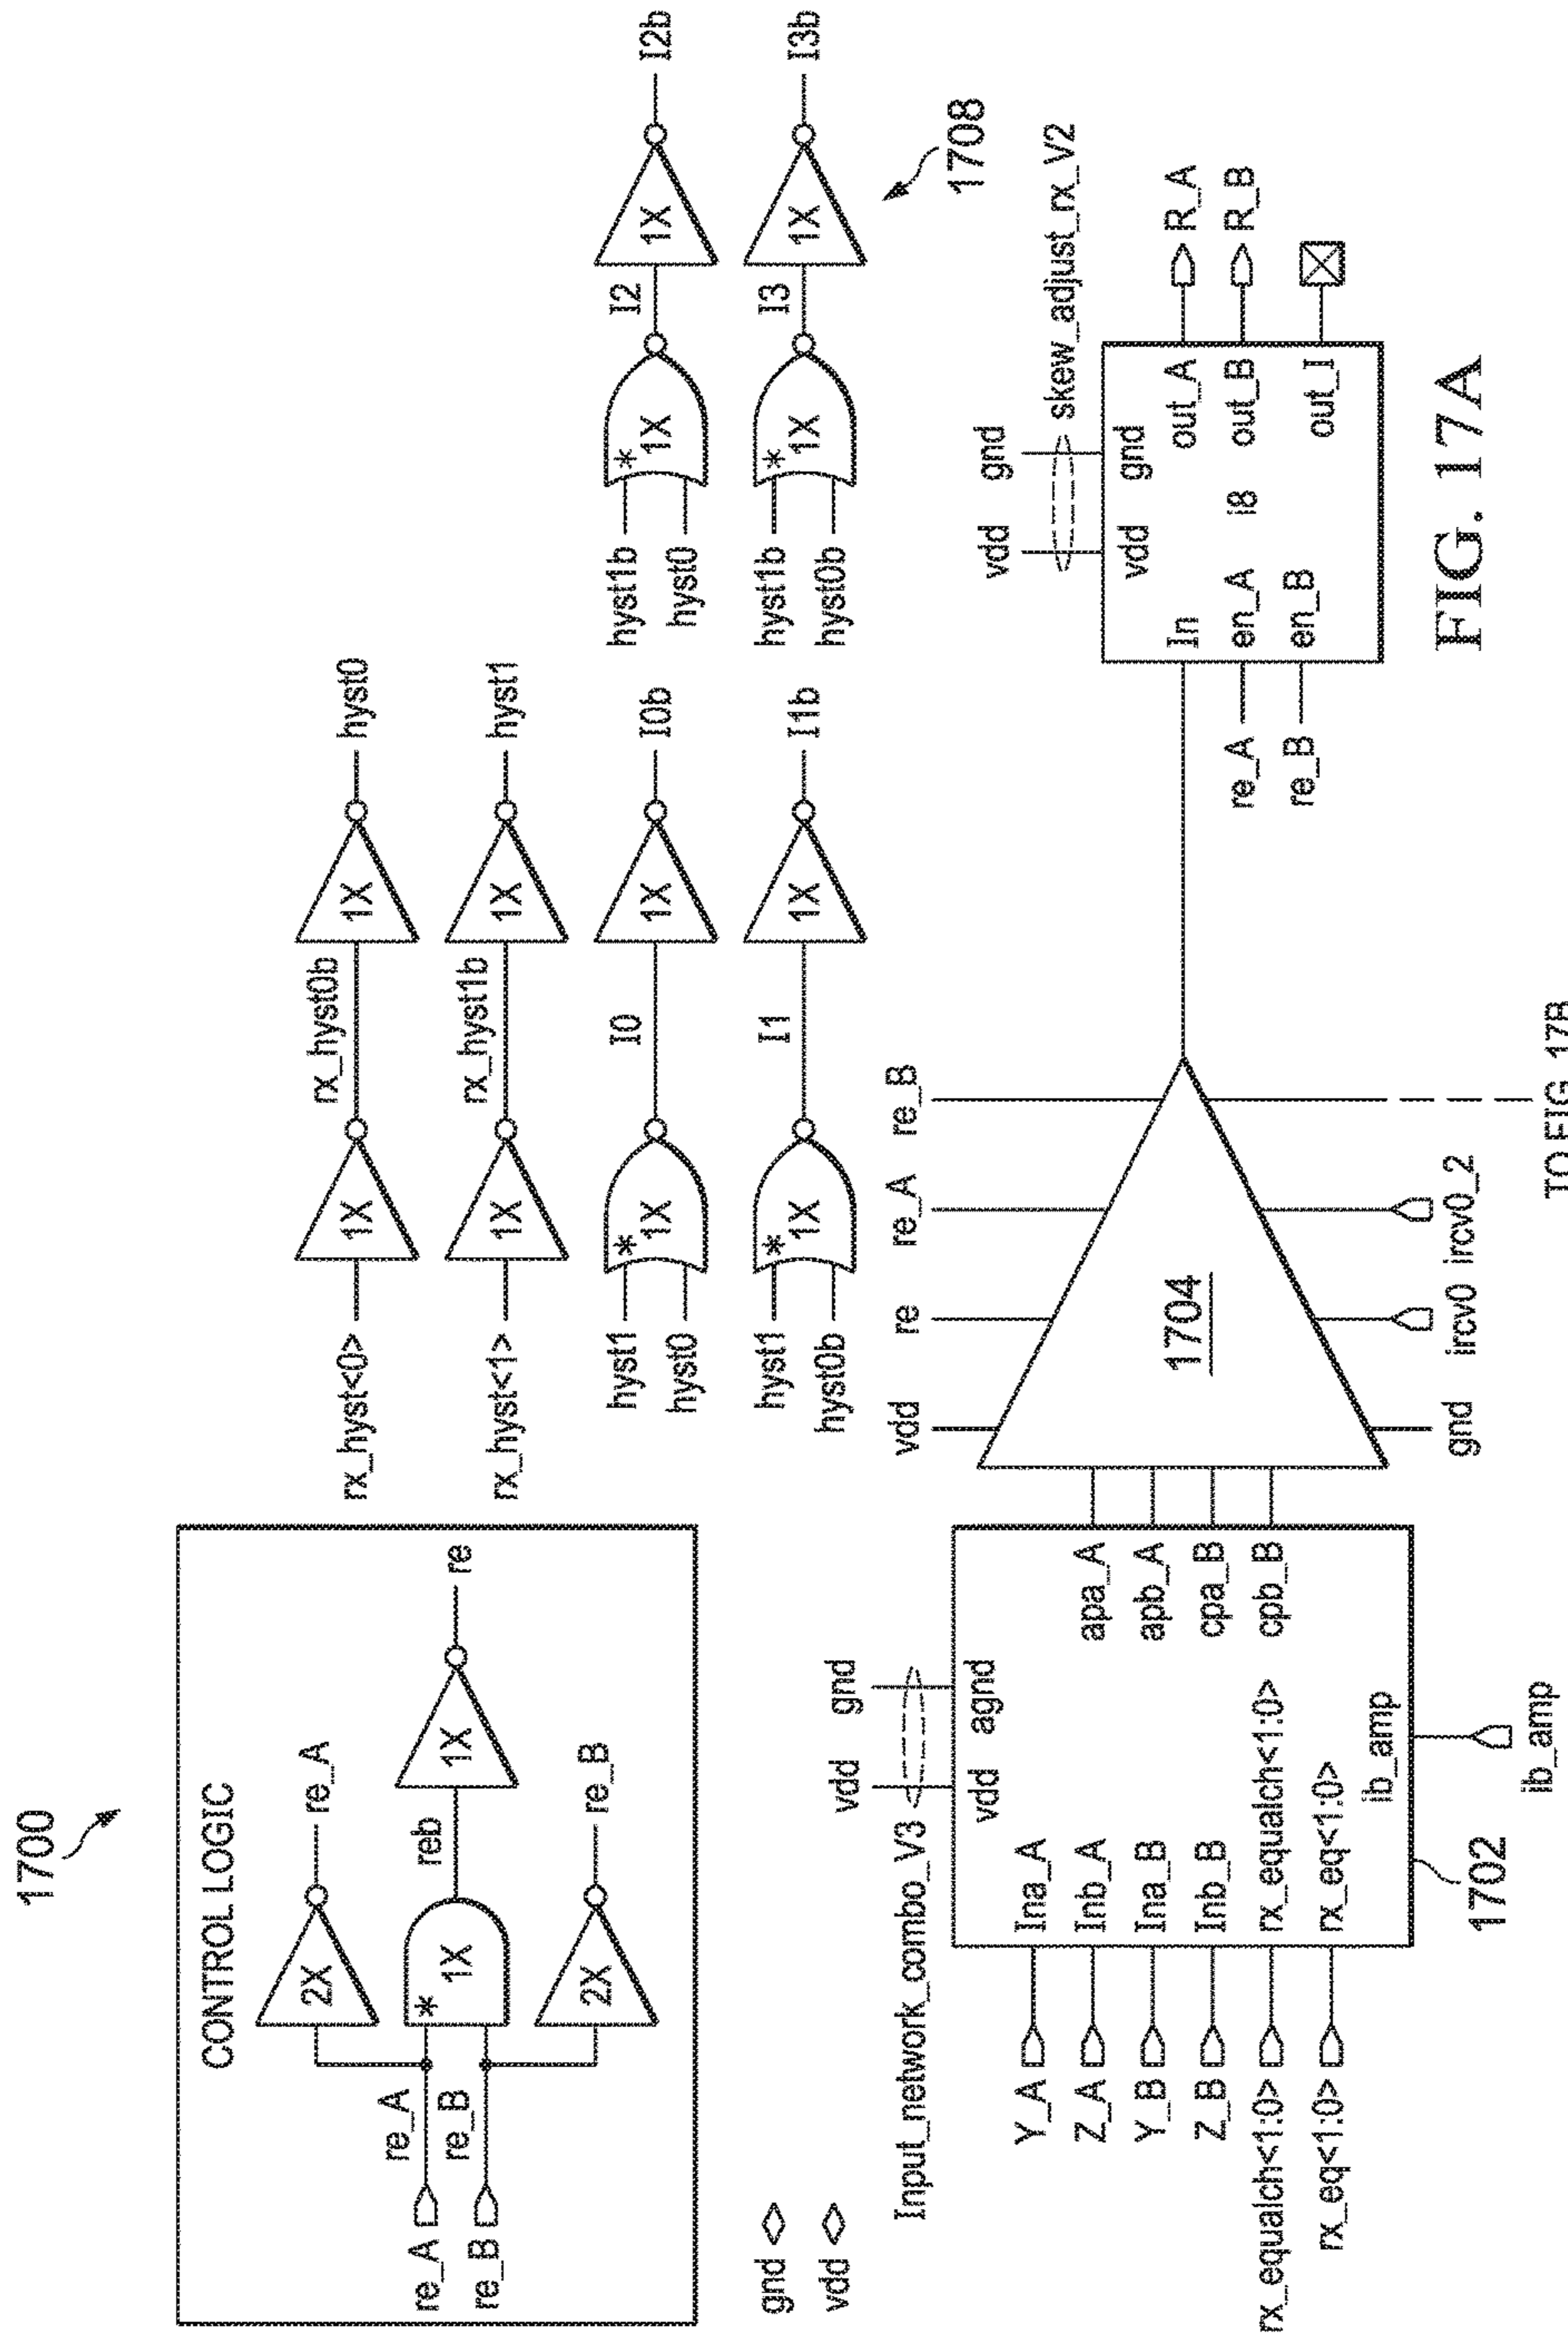 1700
CONTROL LOGIC
re_A
re_B
re_A
re_B
2X
*
1X
2X
re_A
reb
re_B
1X
re
gnd
vdd
rx_hyst<0>
1X
rx_hyst0b
1X
hyst0
rx_hyst<1>
1X
rx_hyst1b
1X
hyst1
hyst1
hyst0
*
1X
I0
1X
I0b
hyst1
hyst0b
*
1X
I1
1X
I1b
hyst1b
hyst0
*
1X
I2
1X
I2b
hyst1b
hyst0b
*
1X
I3
1X
I3b
1708
Input_network_combo_V3
vdd
gnd
vdd
agnd
Y_A
Z_A
Y_B
Z_B
rx_equalch<1:0>
rx_eq<1:0>
Ina_A
Inb_A
Ina_B
Inb_B
rx_equalch<1:0>
rx_eq<1:0>
apa_A
apb_A
cpa_B
cpb_B
ib_amp
ib_amp
1702
vdd
re
re_A
re_B
1704
gnd
ircv0
ircv0_2
TO FIG. 17B
vdd
gnd
skew_adjust_rx_V2
vdd
gnd
In
en_A
en_B
i8
out_A
out_B
out_I
re_A
re_B
R_A
R_B
FIG. 17A